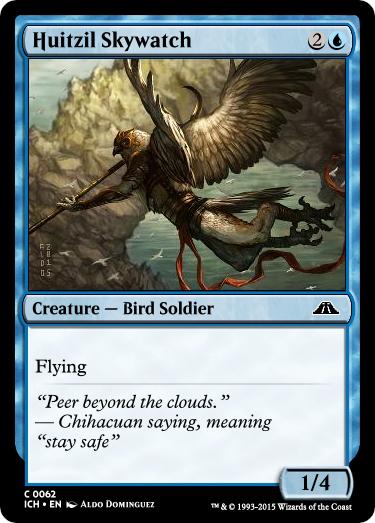 Huitzil Skywatch 2
Creature — Bird Soldier
Flying
“Peer beyond the clouds.”
— Chihacuan saying, meaning
“stay safe”
1/4
C 0062
ICH • EN Aldo Dominguez
™ & © 1993-2015 Wizards of the Coast